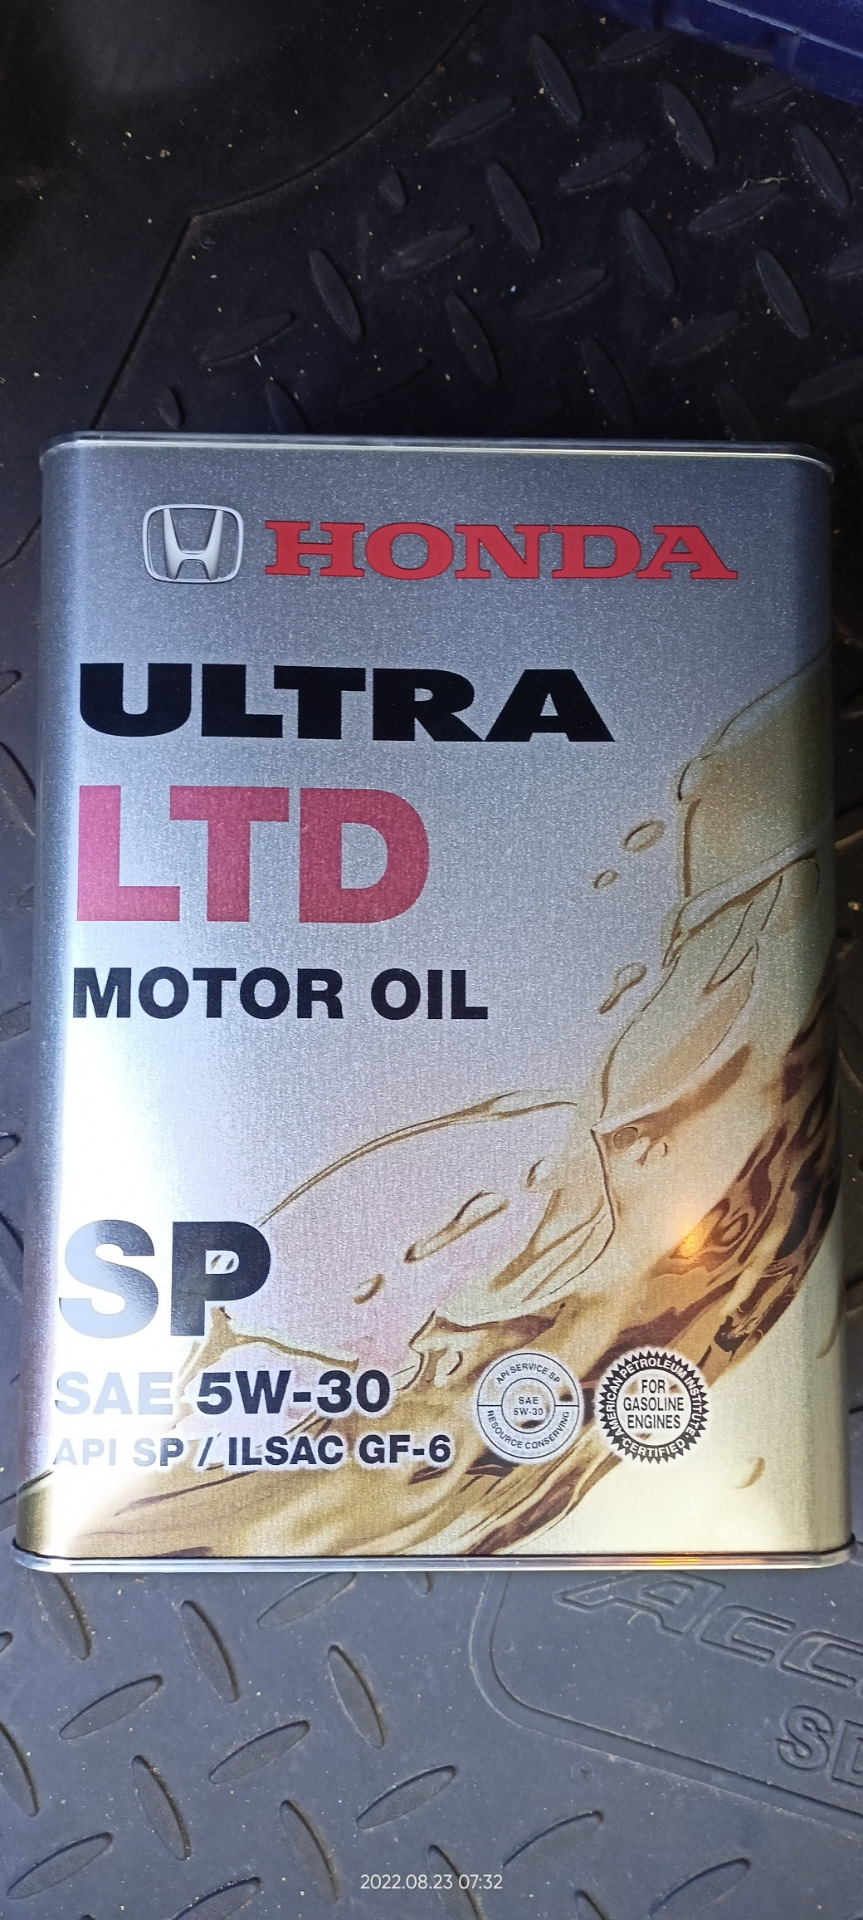 HONDA
ULTRA
LTD
MOTOR OIL
SP
SAE 5W-30
API SP / ILSAC GF-6
API SERVICE SP
SAE
5W-30
RESOURCE CONSERVING
AMERICAN PETROLEUM INSTITUTE
FOR
GASOLINE
ENGINES
CERTIFIED
2022.08.23 07:32